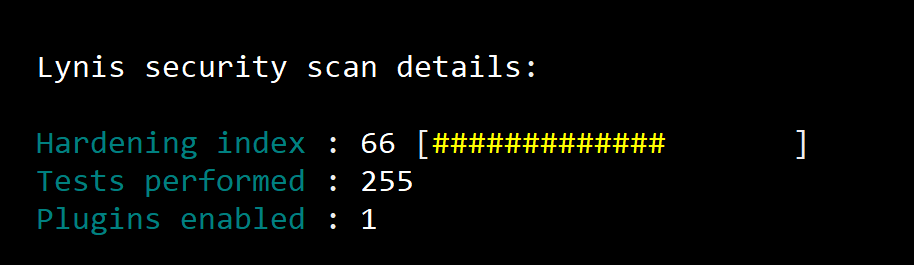 Lynis security scan details:
Hardening index : 66 [#############       ]
Tests performed : 255
Plugins enabled : 1